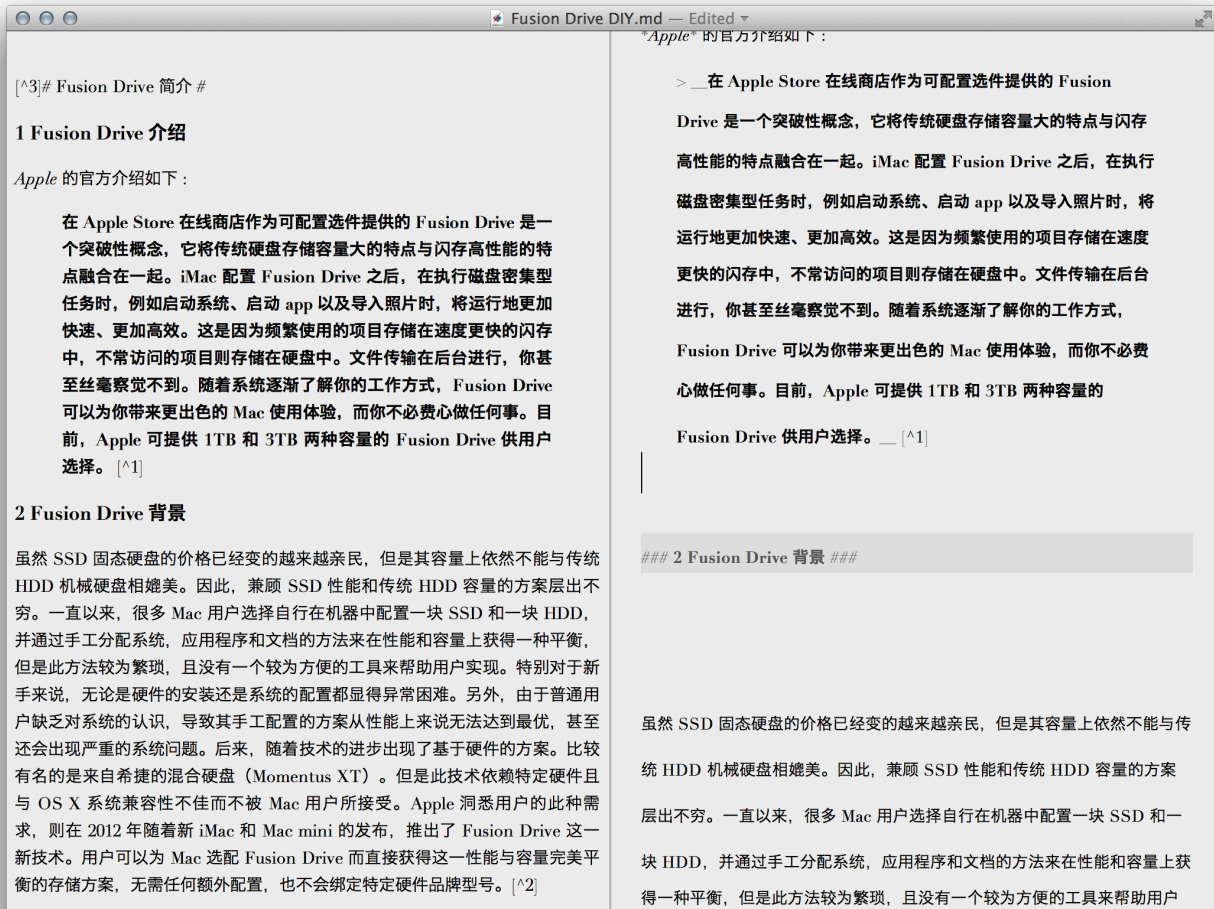 Fusion Drive DIY.md — Edited
[^3]# Fusion Drive 简介 #
1 Fusion Drive 介绍
Apple 的官方介绍如下：
在 Apple Store 在线商店作为可配置选件提供的 Fusion Drive 是一
个突破性概念，它将传统硬盘存储容量大的特点与闪存高性能的特
点融合在一起。iMac 配置 Fusion Drive 之后，在执行磁盘密集型
任务时，例如启动系统、启动 app 以及导入照片时，将运行地更加
快速、更加高效。这是因为频繁使用的项目存储在速度更快的闪存
中，不常访问的项目则存储在硬盘中。文件传输在后台进行，你甚
至丝毫察觉不到。随着系统逐渐了解你的工作方式，Fusion Drive
可以为你带来更出色的 Mac 使用体验，而你不必费心做任何事。目
前，Apple 可提供 1TB 和 3TB 两种容量的 Fusion Drive 供用户
选择。 [^1]
2 Fusion Drive 背景
虽然 SSD 固态硬盘的价格已经变的越来越亲民，但是其容量上依然不能与传统
HDD 机械硬盘相媲美。因此，兼顾 SSD 性能和传统 HDD 容量的方案层出不
穷。一直以来，很多 Mac 用户选择自行在机器中配置一块 SSD 和一块 HDD，
并通过手工分配系统，应用程序和文档的方法来在性能和容量上获得一种平衡，
但是此方法较为繁琐，且没有一个较为方便的工具来帮助用户实现。特别对于新
手来说，无论是硬件的安装还是系统的配置都显得异常困难。另外，由于普通用
户缺乏对系统的认识，导致其手工配置的方案从性能上来说无法达到最优，甚至
还会出现严重的系统问题。后来，随着技术的进步出现了基于硬件的方案。比较
有名的是来自希捷的混合硬盘（Momentus XT）。但是此技术依赖特定硬件且
与 OS X 系统兼容性不佳而不被 Mac 用户所接受。Apple 洞悉用户的此种需
求，则在 2012 年随着新 iMac 和 Mac mini 的发布，推出了 Fusion Drive 这一
新技术。用户可以为 Mac 选配 Fusion Drive 而直接获得这一性能与容量完美平
衡的存储方案，无需任何额外配置，也不会绑定特定硬件品牌型号。[^2]
*Apple* 的官方介绍如下：
> __在 Apple Store 在线商店作为可配置选件提供的 Fusion
Drive 是一个突破性概念，它将传统硬盘存储容量大的特点与闪存
高性能的特点融合在一起。iMac 配置 Fusion Drive 之后，在执行
磁盘密集型任务时，例如启动系统、启动 app 以及导入照片时，将
运行地更加快速、更加高效。这是因为频繁使用的项目存储在速度
更快的闪存中，不常访问的项目则存储在硬盘中。文件传输在后台
进行，你甚至丝毫察觉不到。随着系统逐渐了解你的工作方式，
Fusion Drive 可以为你带来更出色的 Mac 使用体验，而你不必费
心做任何事。目前，Apple 可提供 1TB 和 3TB 两种容量的
Fusion Drive 供用户选择。__ [^1]
### 2 Fusion Drive 背景 ###
虽然 SSD 固态硬盘的价格已经变的越来越亲民，但是其容量上依然不能与传
统 HDD 机械硬盘相媲美。因此，兼顾 SSD 性能和传统 HDD 容量的方案
层出不穷。一直以来，很多 Mac 用户选择自行在机器中配置一块 SSD 和一
块 HDD，并通过手工分配系统，应用程序和文档的方法来在性能和容量上获
得一种平衡，但是此方法较为繁琐，且没有一个较为方便的工具来帮助用户